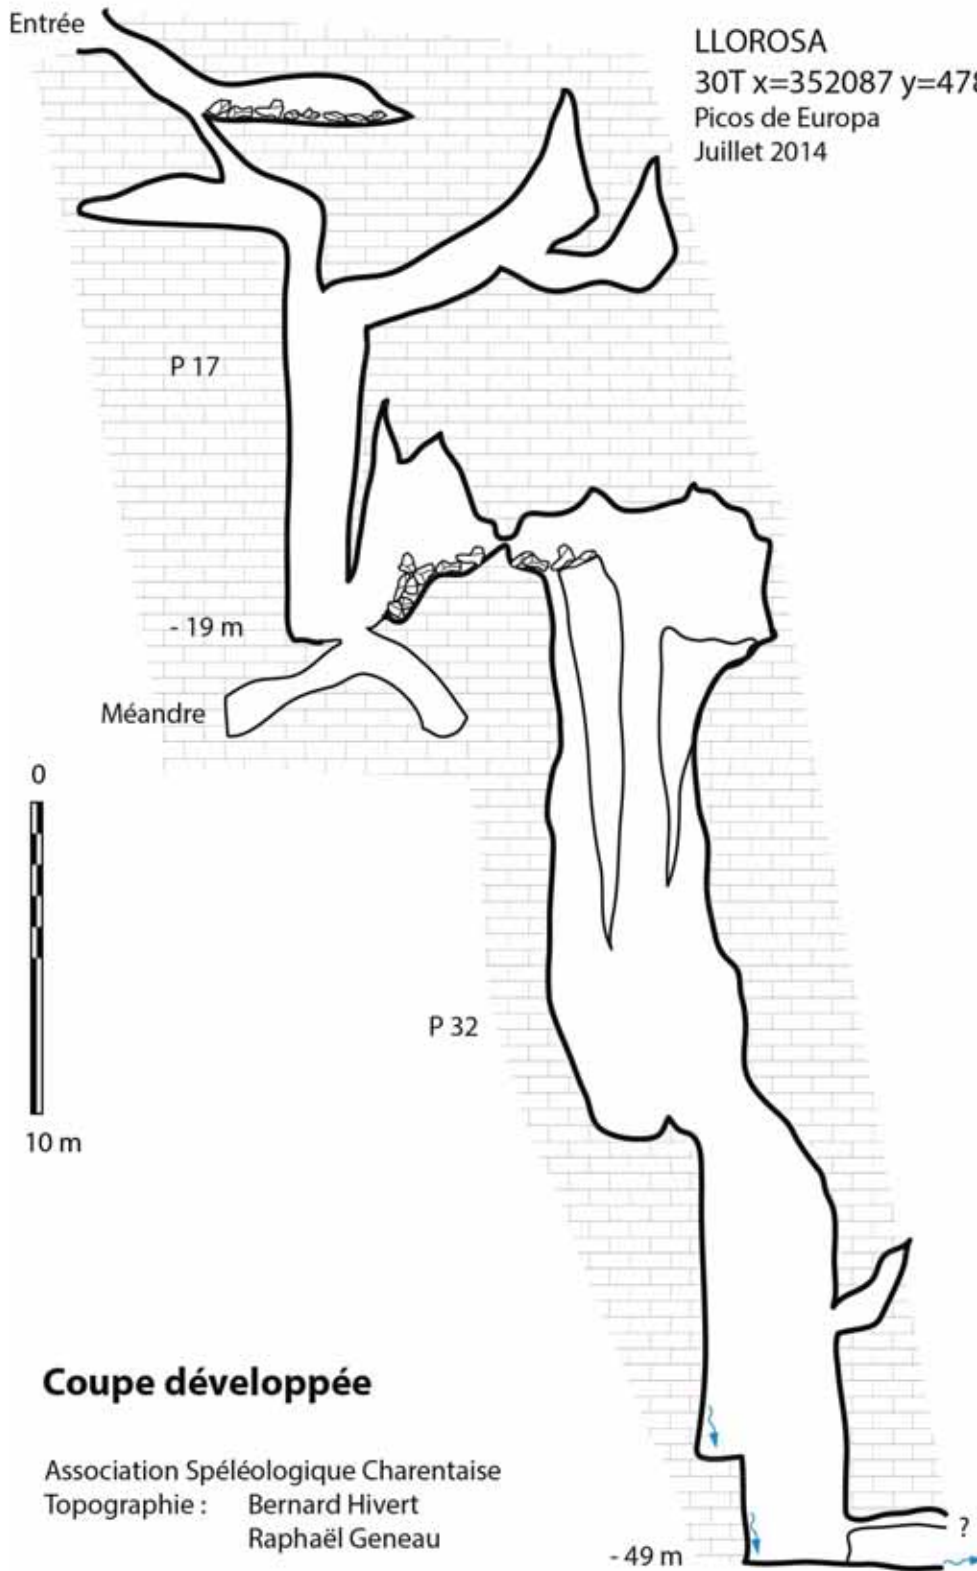 Entrée
LLOROSA
30T x=352087 y=478
Picos de Europa
Juillet 2014
P 17
- 19 m
Méandre
0
10 m
P 32
Coupe développée
Association Spéléologique Charentaise
Topographie : Bernard Hivert
Raphaël Geneau
- 49 m
?